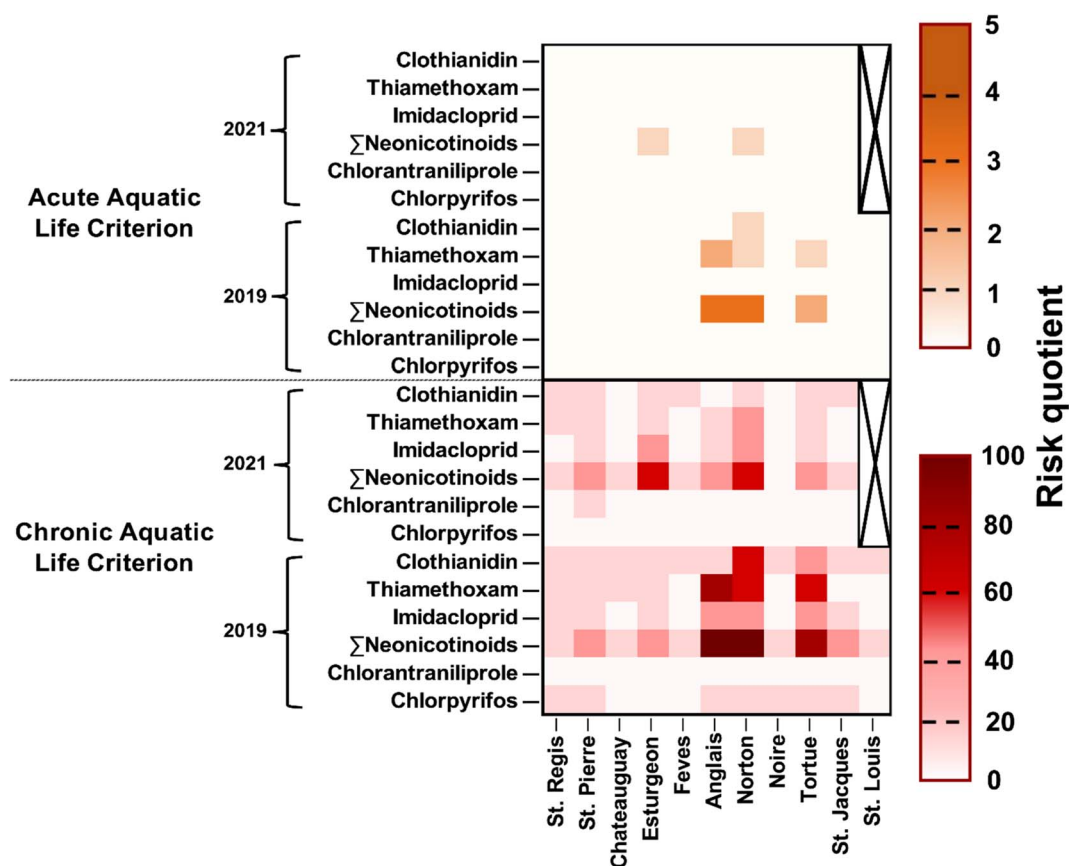 Acute Aquatic
Life Criterion
2021
Clothianidin
Thiamethoxam
Imidacloprid
∑Neonicotinoids
Chlorantraniliprole
Chlorpyrifos
2019
Clothianidin
Thiamethoxam
Imidacloprid
∑Neonicotinoids
Chlorantraniliprole
Chlorpyrifos
Chronic Aquatic
Life Criterion
2021
Clothianidin
Thiamethoxam
Imidacloprid
∑Neonicotinoids
Chlorantraniliprole
Chlorpyrifos
2019
Clothianidin
Thiamethoxam
Imidacloprid
∑Neonicotinoids
Chlorantraniliprole
Chlorpyrifos
St. Regis
St. Pierre
Chateauguay
Esturgeon
Feves
Anglais
Norton
Noire
Tortue
St. Jacques
St. Louis
5
4
3
2
1
0
Risk quotient
100
80
60
40
20
0